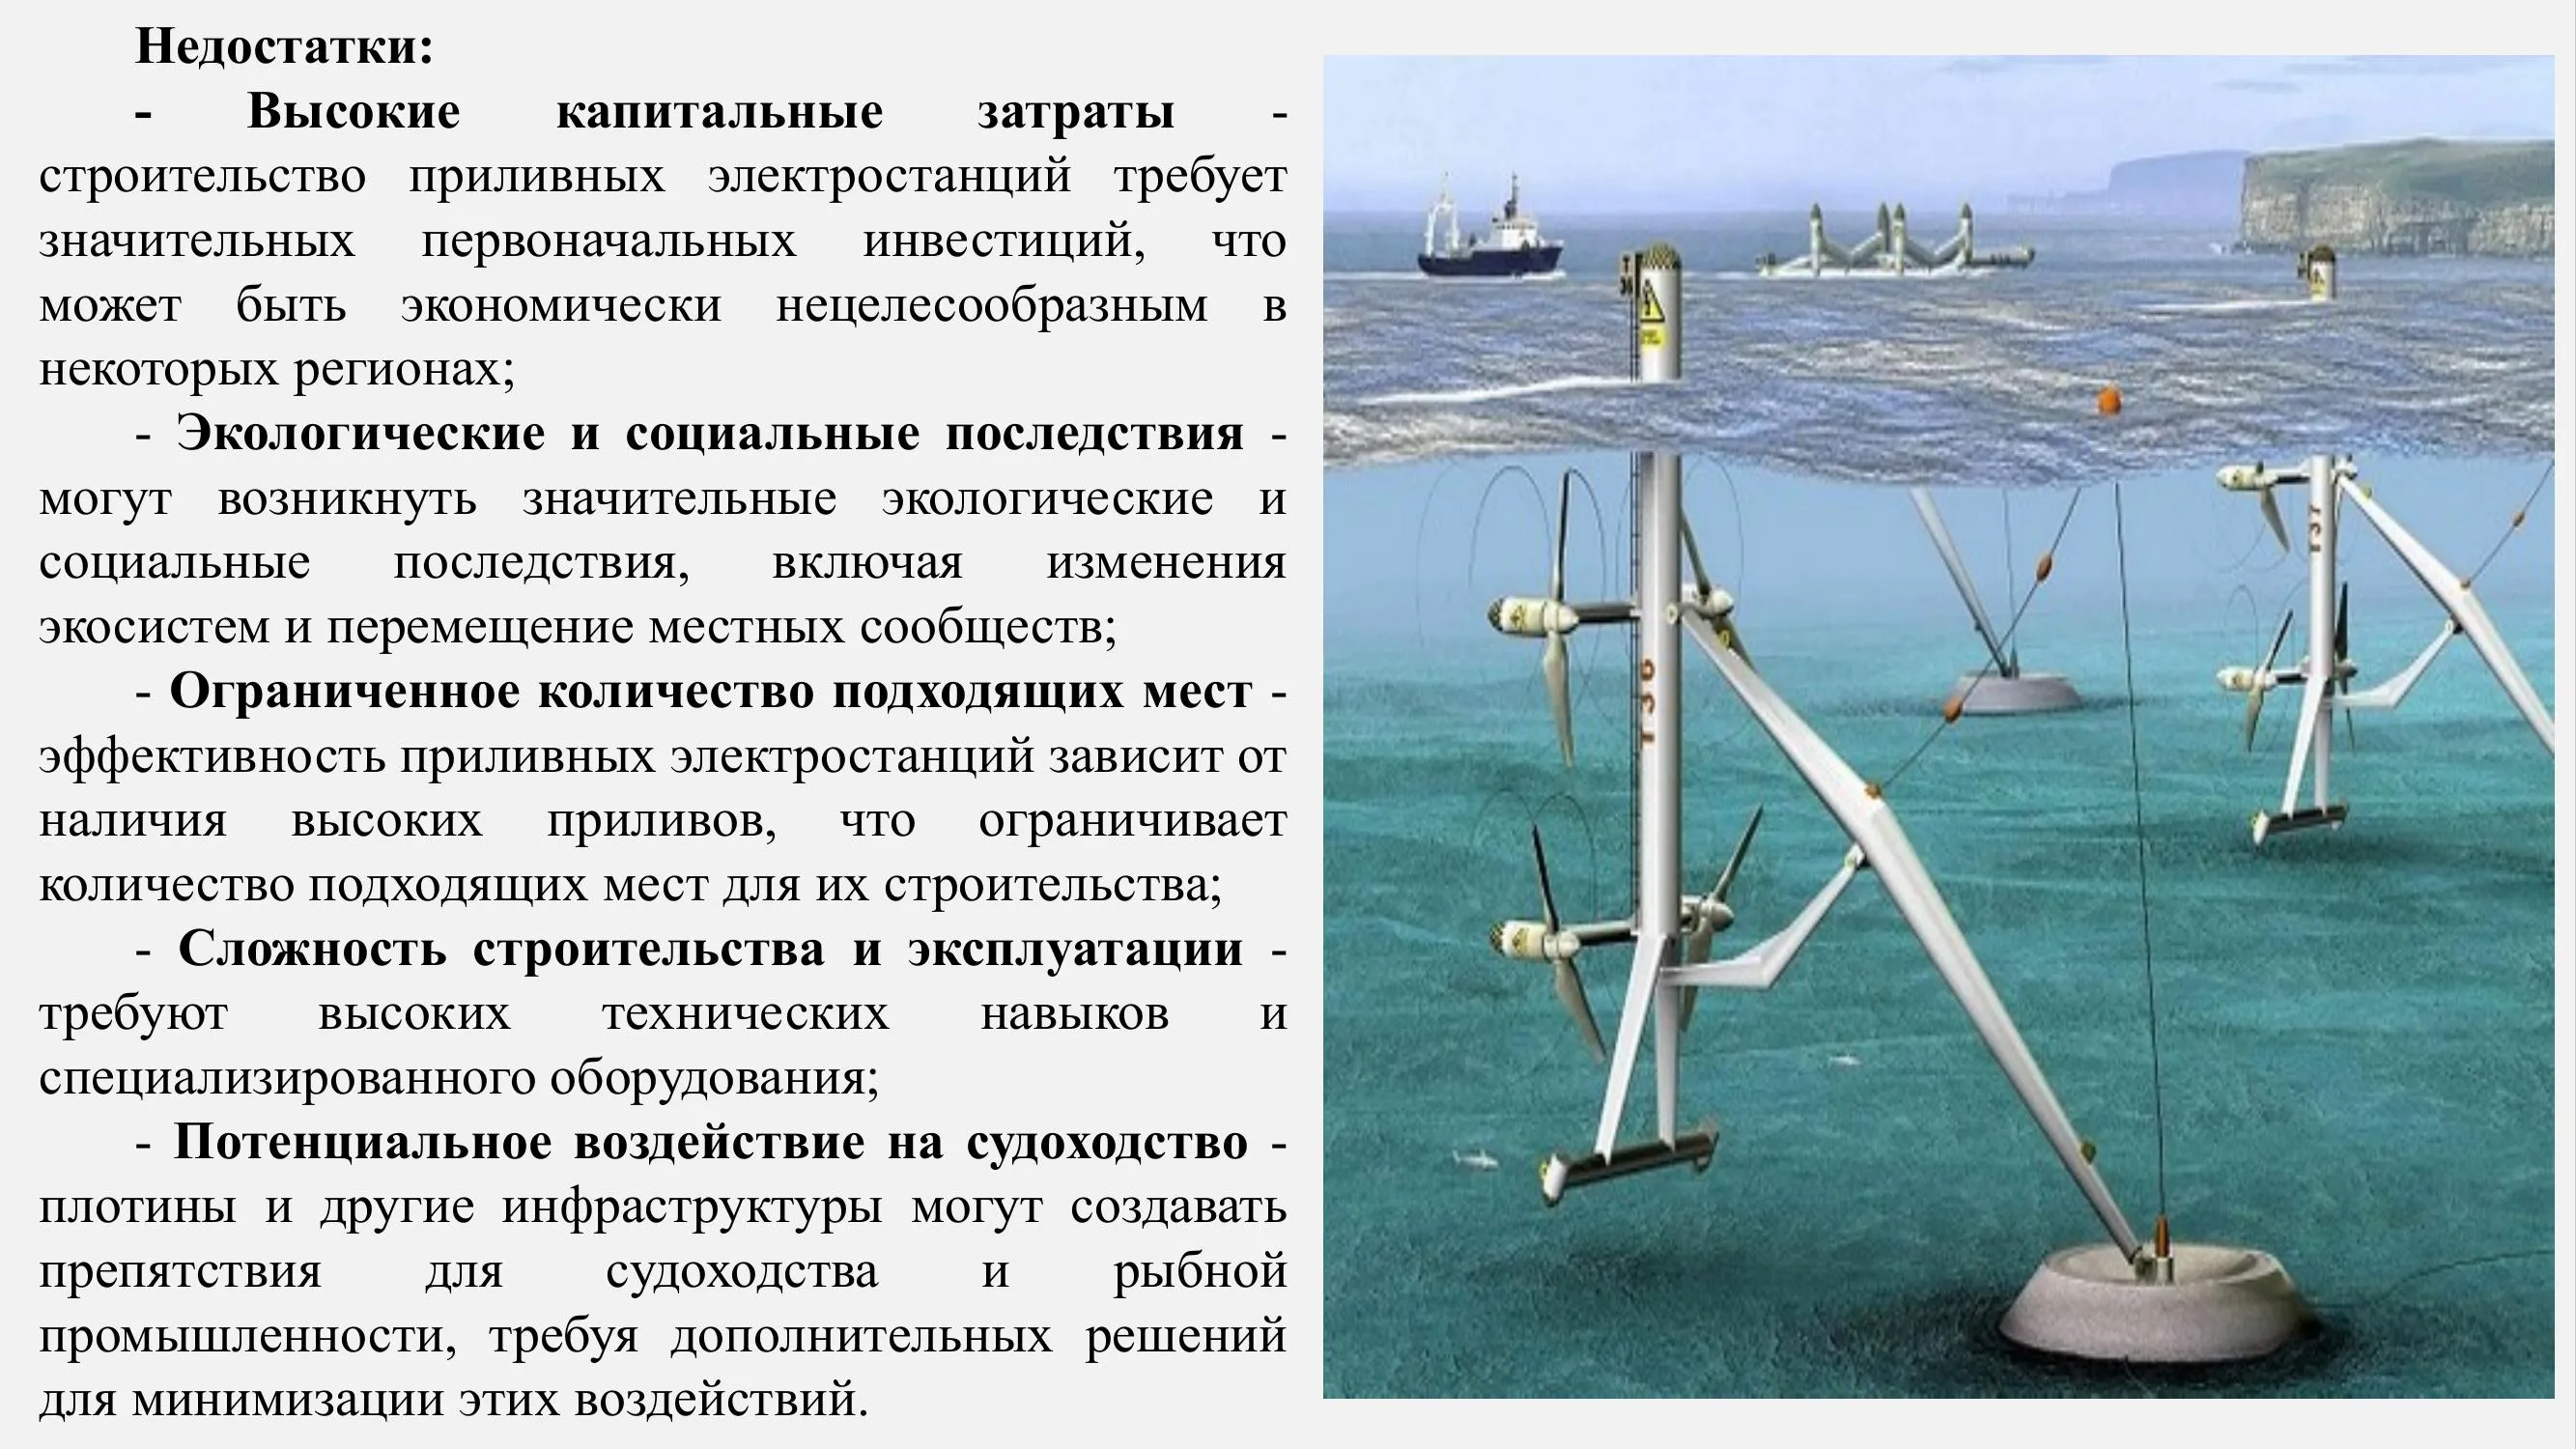 Недостатки:
- Высокие капитальные затраты -
строительство приливных электростанций требует
значительных первоначальных инвестиций, что
может быть экономически нецелесообразным в
некоторых регионах;
- Экологические и социальные последствия -
могут возникнуть значительные экологические и
социальные последствия, включая изменения
экосистем и перемещение местных сообществ;
- Ограниченное количество подходящих мест -
эффективность приливных электростанций зависит от
наличия высоких приливов, что ограничивает
количество подходящих мест для их строительства;
- Сложность строительства и эксплуатации -
требуют высоких технических навыков и
специализированного оборудования;
- Потенциальное воздействие на судоходство -
плотины и другие инфраструктуры могут создавать
препятствия для судоходства и рыбной
промышленности, требуя дополнительных решений
для минимизации этих воздействий.
T36
T37